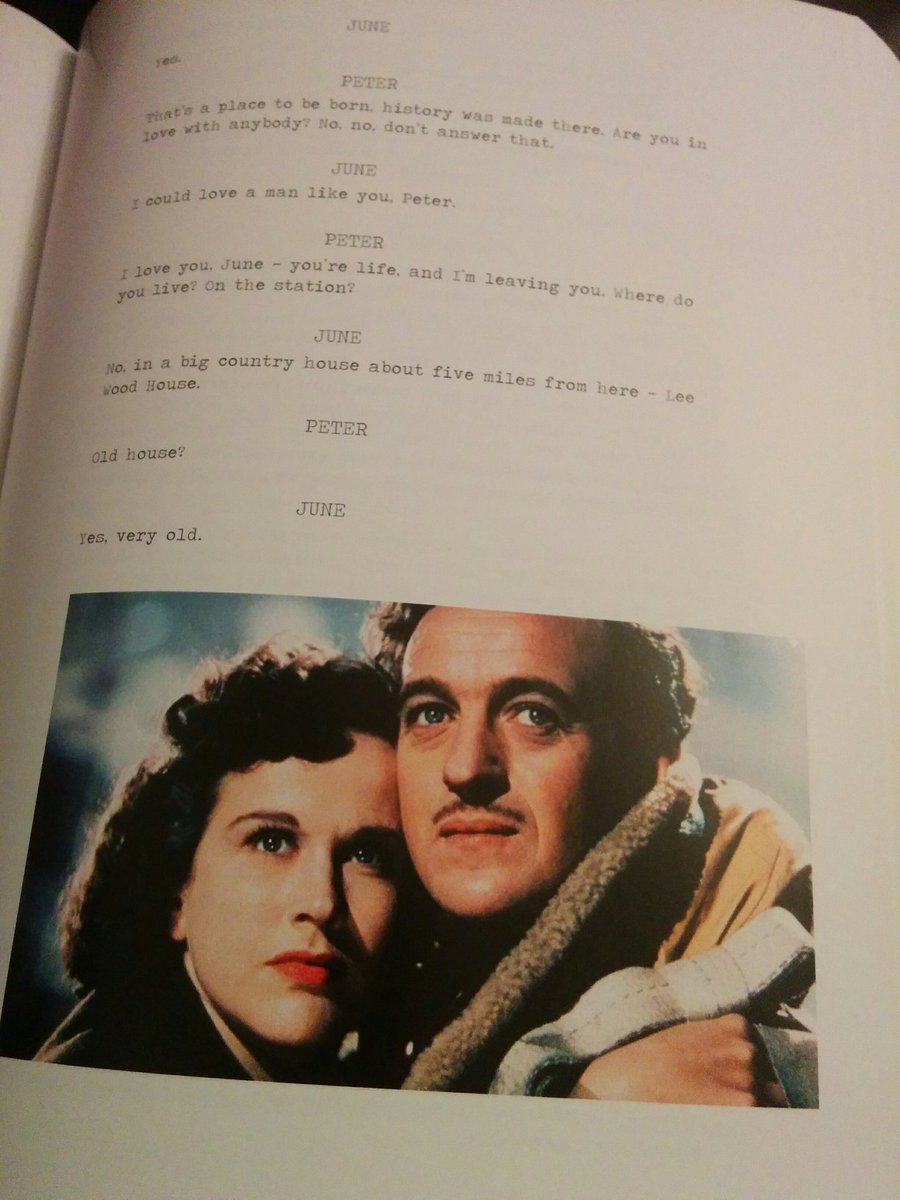 JUNE
Yes.
PETER
That's a place to be born, history was made there. Are you in
love with anybody? No, no, don't answer that.
JUNE
I could love a man like you, Peter.
PETER
I love you, June - you're life, and I'm leaving you. Where do
you live? On the station?
JUNE
No, in a big country house about five miles from here - Lee
Wood House.
PETER
Old house?
JUNE
Yes, very old.